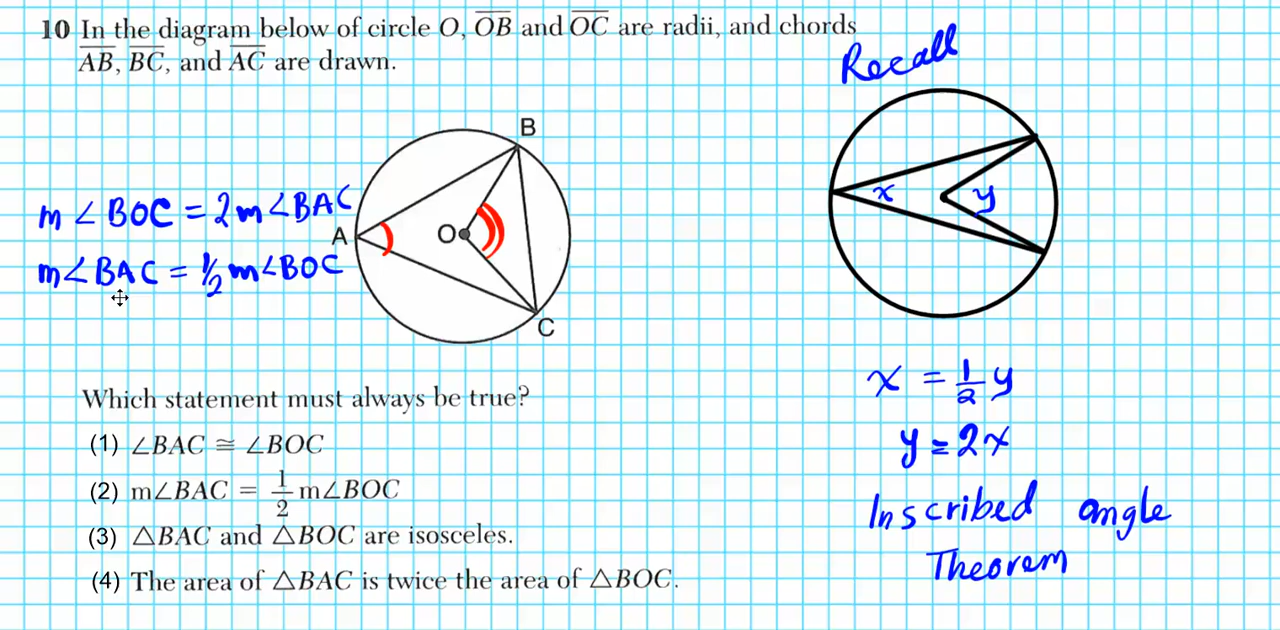 10 In the diagram below of circle O, OB and OC are radii, and chords
AB, BC, and AC are drawn.
Recall
B
m∠BOC = 2m∠BAC
A
O
m∠BAC = 1/2 m∠BOC
C
x
y
x = 1/2 y
y = 2x
Inscribed angle
Theorem
Which statement must always be true?
(1) ∠BAC ≅ ∠BOC
(2) m∠BAC = 1/2 m∠BOC
(3) △BAC and △BOC are isosceles.
(4) The area of △BAC is twice the area of △BOC.